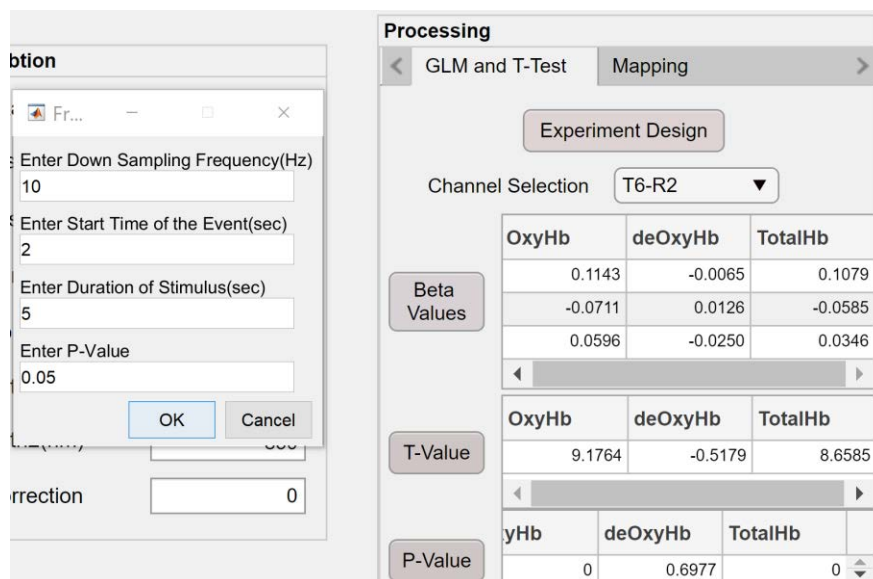 Processing
GLM and T-Test
Mapping
Experiment Design
Channel Selection
T6-R2
Fr...
Enter Down Sampling Frequency(Hz)
10
Enter Start Time of the Event(sec)
2
Enter Duration of Stimulus(sec)
5
Enter P-Value
0.05
OK
Cancel
0
Beta
Values
OxyHb deOxyHb TotalHb
0.1143 -0.0065 0.1079
-0.0711 0.0126 -0.0585
0.0596 -0.0250 0.0346
T-Value
OxyHb deOxyHb TotalHb
9.1764 -0.5179 8.6585
P-Value
deOxyHb TotalHb
0 0.6977 0